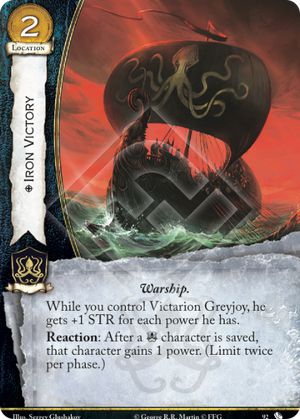 2
LOCATION
IRON VICTORY
Warship.
While you control Victarion Greyjoy, he
gets +1 STR for each power he has.
Reaction: After a character is saved,
that character gains 1 power. (Limit twice
per phase.)
Illus. Sergey Glushakov © George R.R. Martin © FFG 92